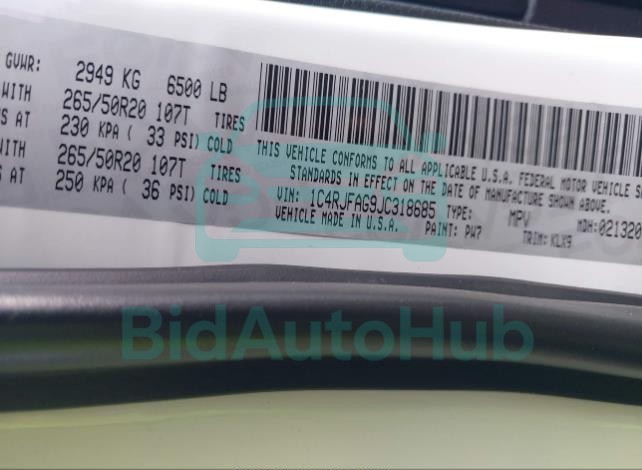 GVWR: 2949 KG 6500 LB
WITH 265/50R20 107T TIRES
AT 230 KPA ( 33 PSI) COLD
WITH 265/50R20 107T TIRES
AT 250 KPA ( 36 PSI) COLD
THIS VEHICLE CONFORMS TO ALL APPLICABLE U.S.A. FEDERAL MOTOR VEHICLE
STANDARDS IN EFFECT ON THE DATE OF MANUFACTURE SHOWN ABOVE.
VIN: 1C4RJFAG9JC318685 TYPE: MPV MDH:021320
VEHICLE MADE IN U.S.A. PAINT: PW7 TRIM: KLX9
BidAutoHub